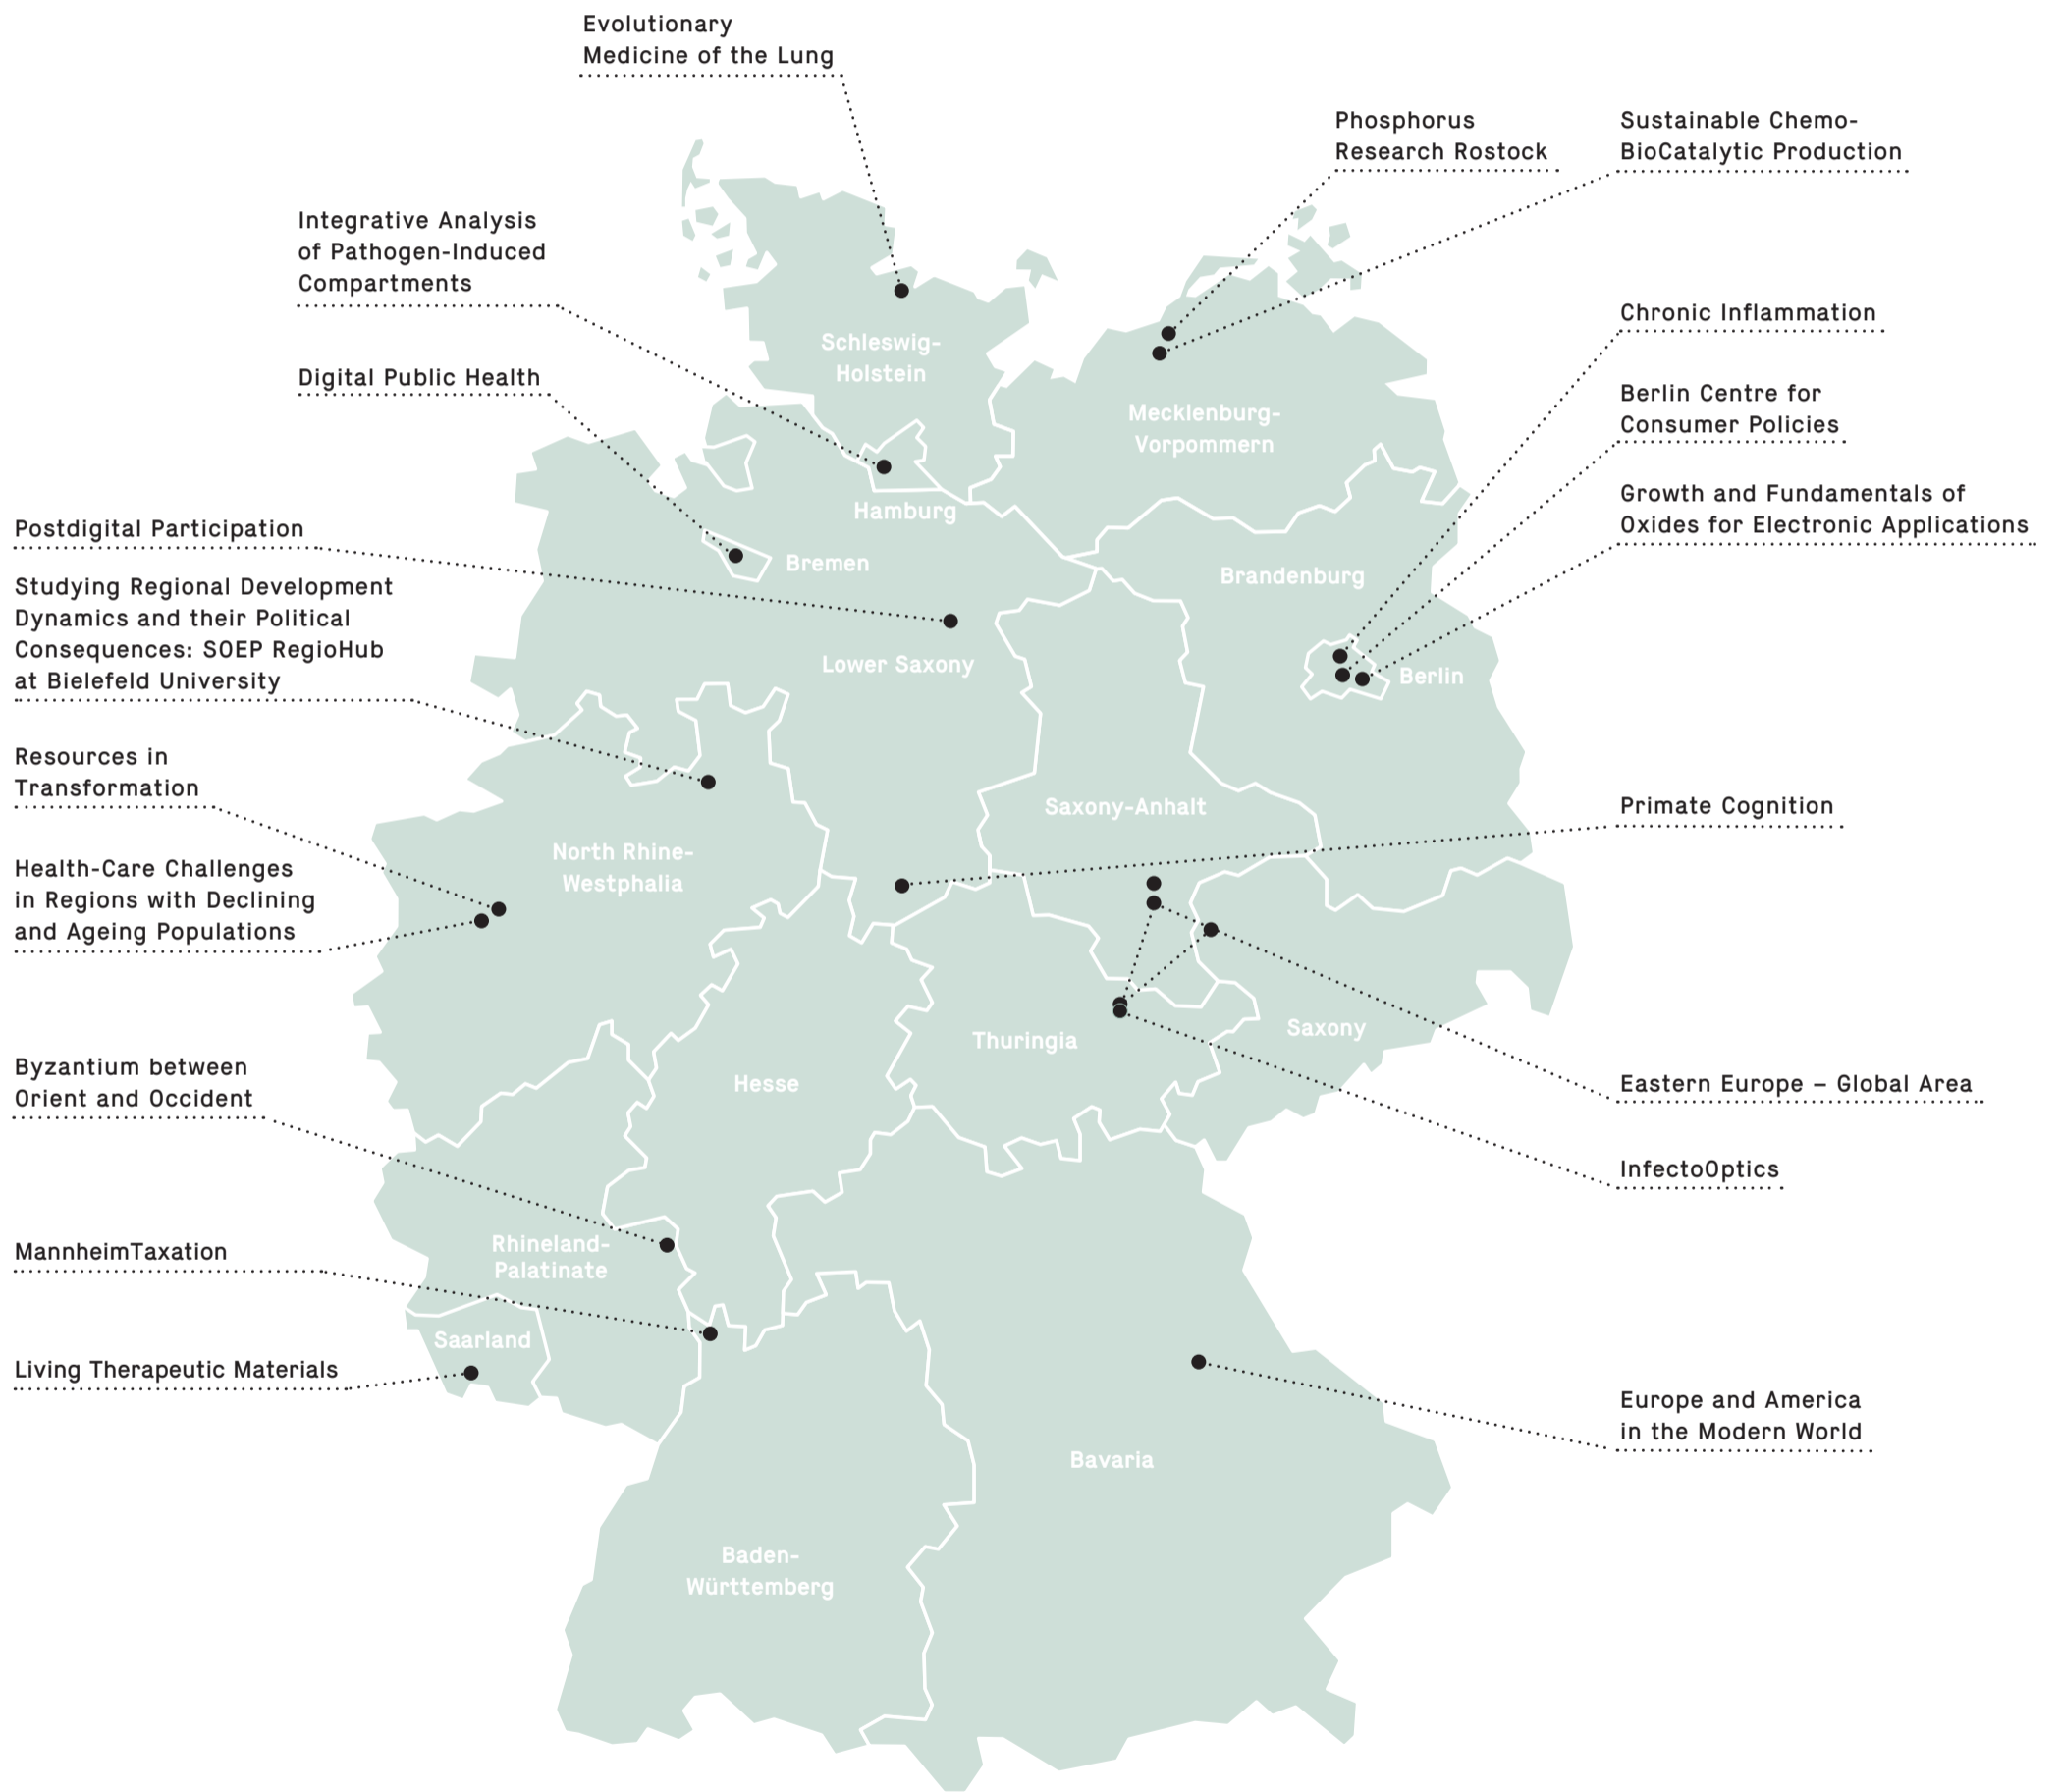 Evolutionary
Medicine of the Lung
Phosphorus
Research Rostock
Sustainable Chemo-
BioCatalytic Production
Integrative Analysis
of Pathogen-Induced
Compartments
Digital Public Health
Chronic Inflammation
Berlin Centre for
Consumer Policies
Growth and Fundamentals of
Oxides for Electronic Applications
Postdigital Participation
Studying Regional Development
Dynamics and their Political
Consequences: SOEP RegioHub
at Bielefeld University
Resources in
Transformation
Health-Care Challenges
in Regions with Declining
and Ageing Populations
Primate Cognition
Byzantium between
Orient and Occident
Eastern Europe – Global Area
InfectoOptics
MannheimTaxation
Living Therapeutic Materials
Europe and America
in the Modern World
Schleswig-
Holstein
Mecklenburg-
Vorpommern
Hamburg
Bremen
Brandenburg
Lower Saxony
Berlin
Saxony-Anhalt
North Rhine-
Westphalia
Thuringia
Saxony
Hesse
Rhineland-
Palatinate
Saarland
Bavaria
Baden-
Württemberg